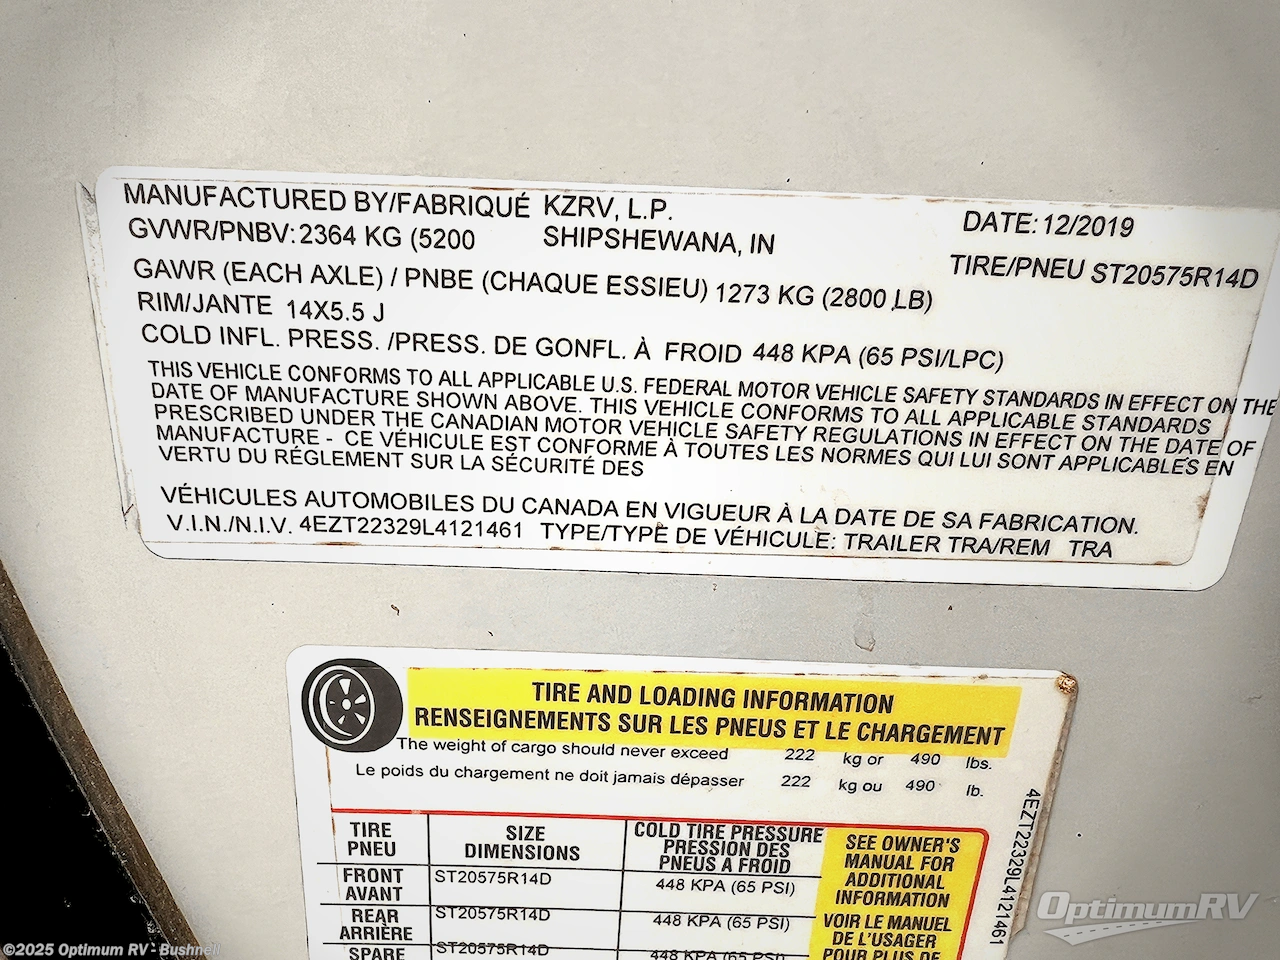 MANUFACTURED BY/FABRIQUÉ KZRV, L.P. DATE: 12/2019
GVWR/PNBV: 2364 KG (5200 SHIPSHEWANA, IN
TIRE/PNEU ST20575R14D
GAWR (EACH AXLE) / PNBE (CHAQUE ESSIEU) 1273 KG (2800 LB)
RIM/JANTE 14X5.5 J
COLD INFL. PRESS. /PRESS. DE GONFL. À FROID 448 KPA (65 PSI/LPC)
THIS VEHICLE CONFORMS TO ALL APPLICABLE U.S. FEDERAL MOTOR VEHICLE SAFETY STANDARDS IN EFFECT ON THE
DATE OF MANUFACTURE SHOWN ABOVE. THIS VEHICLE CONFORMS TO ALL APPLICABLE STANDARDS
PRESCRIBED UNDER THE CANADIAN MOTOR VEHICLE SAFETY REGULATIONS IN EFFECT ON THE DATE OF
MANUFACTURE - CE VÉHICULE EST CONFORME À TOUTES LES NORMES QUI LUI SONT APPLICABLES EN
VERTU DU RÉGLEMENT SUR LA SÉCURITÉ DES
VÉHICULES AUTOMOBILES DU CANADA EN VIGUEUR À LA DATE DE SA FABRICATION.
V.I.N./N.I.V. 4EZT22329L4121461 TYPE/TYPE DE VÉHICULE: TRAILER TRA/REM TRA
TIRE AND LOADING INFORMATION
RENSEIGNEMENTS SUR LES PNEUS ET LE CHARGEMENT
The weight of cargo should never exceed 222 kg or 490 lbs.
Le poids du chargement ne doit jamais dépasser 222 kg ou 490 lb.
TIRE
PNEU
SIZE
DIMENSIONS
COLD TIRE PRESSURE
PRESSION DES
PNEUS A FROID
FRONT
AVANT
ST20575R14D
448 KPA (65 PSI)
REAR
ARRIÈRE
ST20575R14D
448 KPA (65 PSI)
SPARE
ST20575R14D
448 KPA (65 PSI)
SEE OWNER'S
MANUAL FOR
ADDITIONAL
INFORMATION
VOIR LE MANUEL
DE L'USAGER
POUR PLUS DE
4EZT22329L4121461
OptimumRV
©2025 Optimum RV - Bushnell